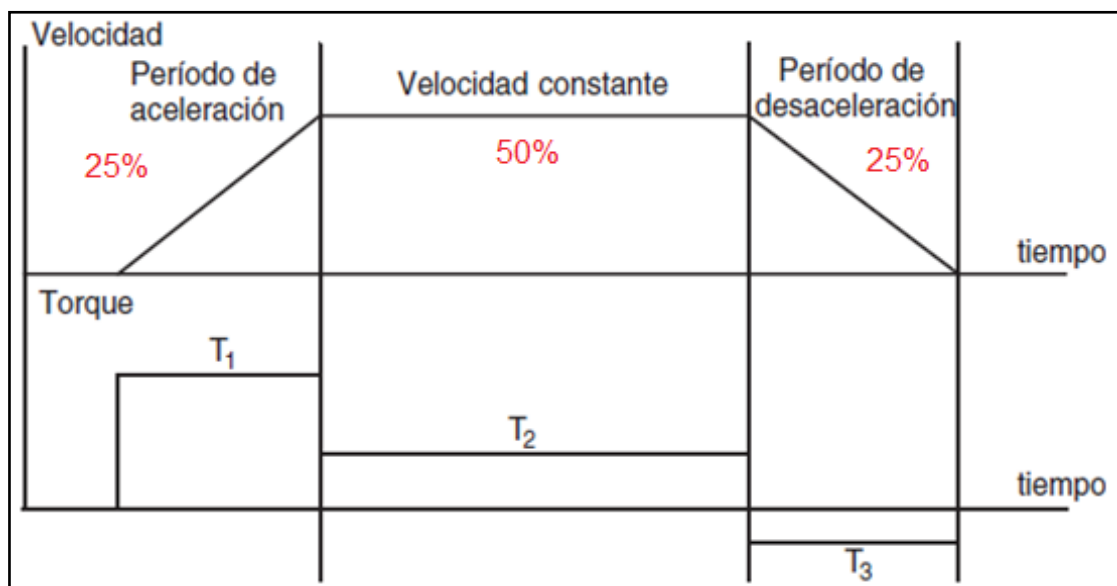 Velocidad
Período de
aceleración
Velocidad constante
Período de
desaceleración
25%
50%
25%
tiempo
Torque
T₁
T₂
tiempo
T₃